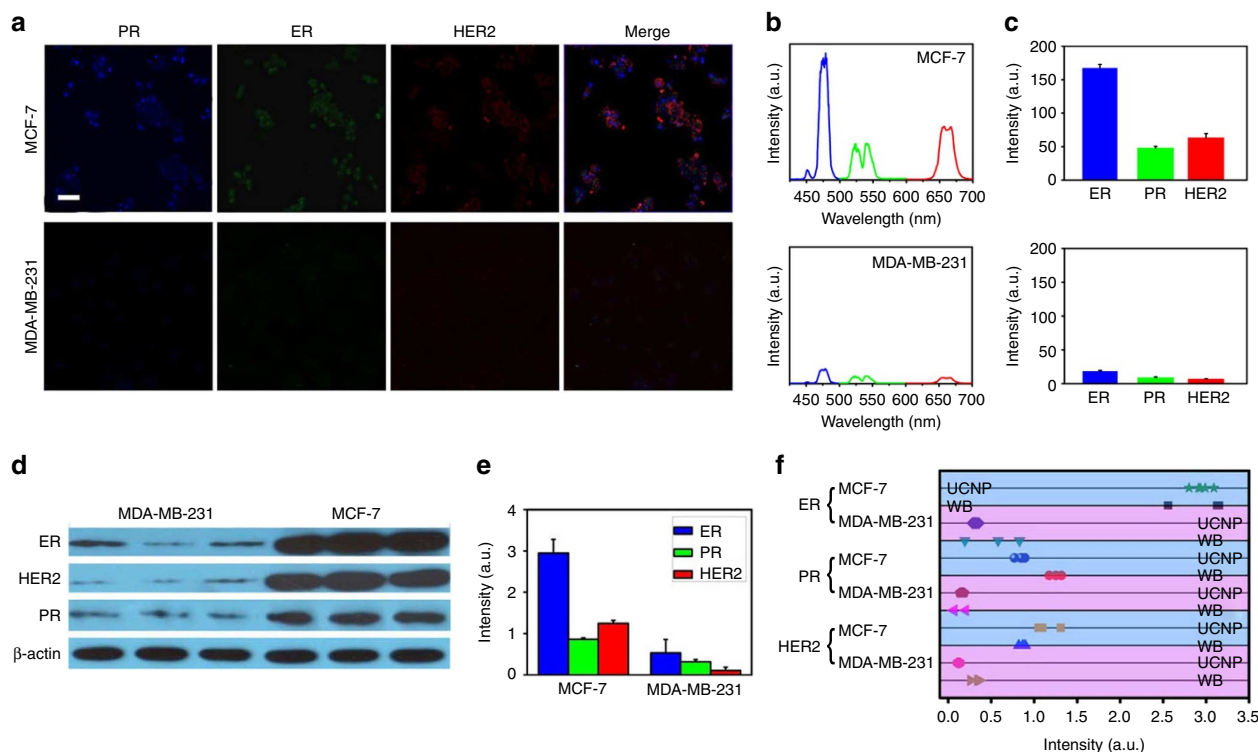 a
PR ER HER2 Merge
MCF-7
MDA-MB-231
b
Intensity (a.u.)
MCF-7
450 500 550 600 650 700
Wavelength (nm)
Intensity (a.u.)
MDA-MB-231
450 500 550 600 650 700
Wavelength (nm)
c
Intensity (a.u.)
200
150
100
50
0
ER PR HER2
Intensity (a.u.)
200
150
100
50
0
ER PR HER2
d
MDA-MB-231 MCF-7
ER
HER2
PR
β-actin
e
Intensity (a.u.)
4
3
2
1
0
ER
PR
HER2
MCF-7 MDA-MB-231
f
ER
MCF-7
MDA-MB-231
PR
MCF-7
MDA-MB-231
HER2
MCF-7
MDA-MB-231
UCNP
WB
UCNP
WB
UCNP
WB
UCNP
WB
UCNP
WB
UCNP
WB
0.0 0.5 1.0 1.5 2.0 2.5 3.0 3.5
Intensity (a.u.)